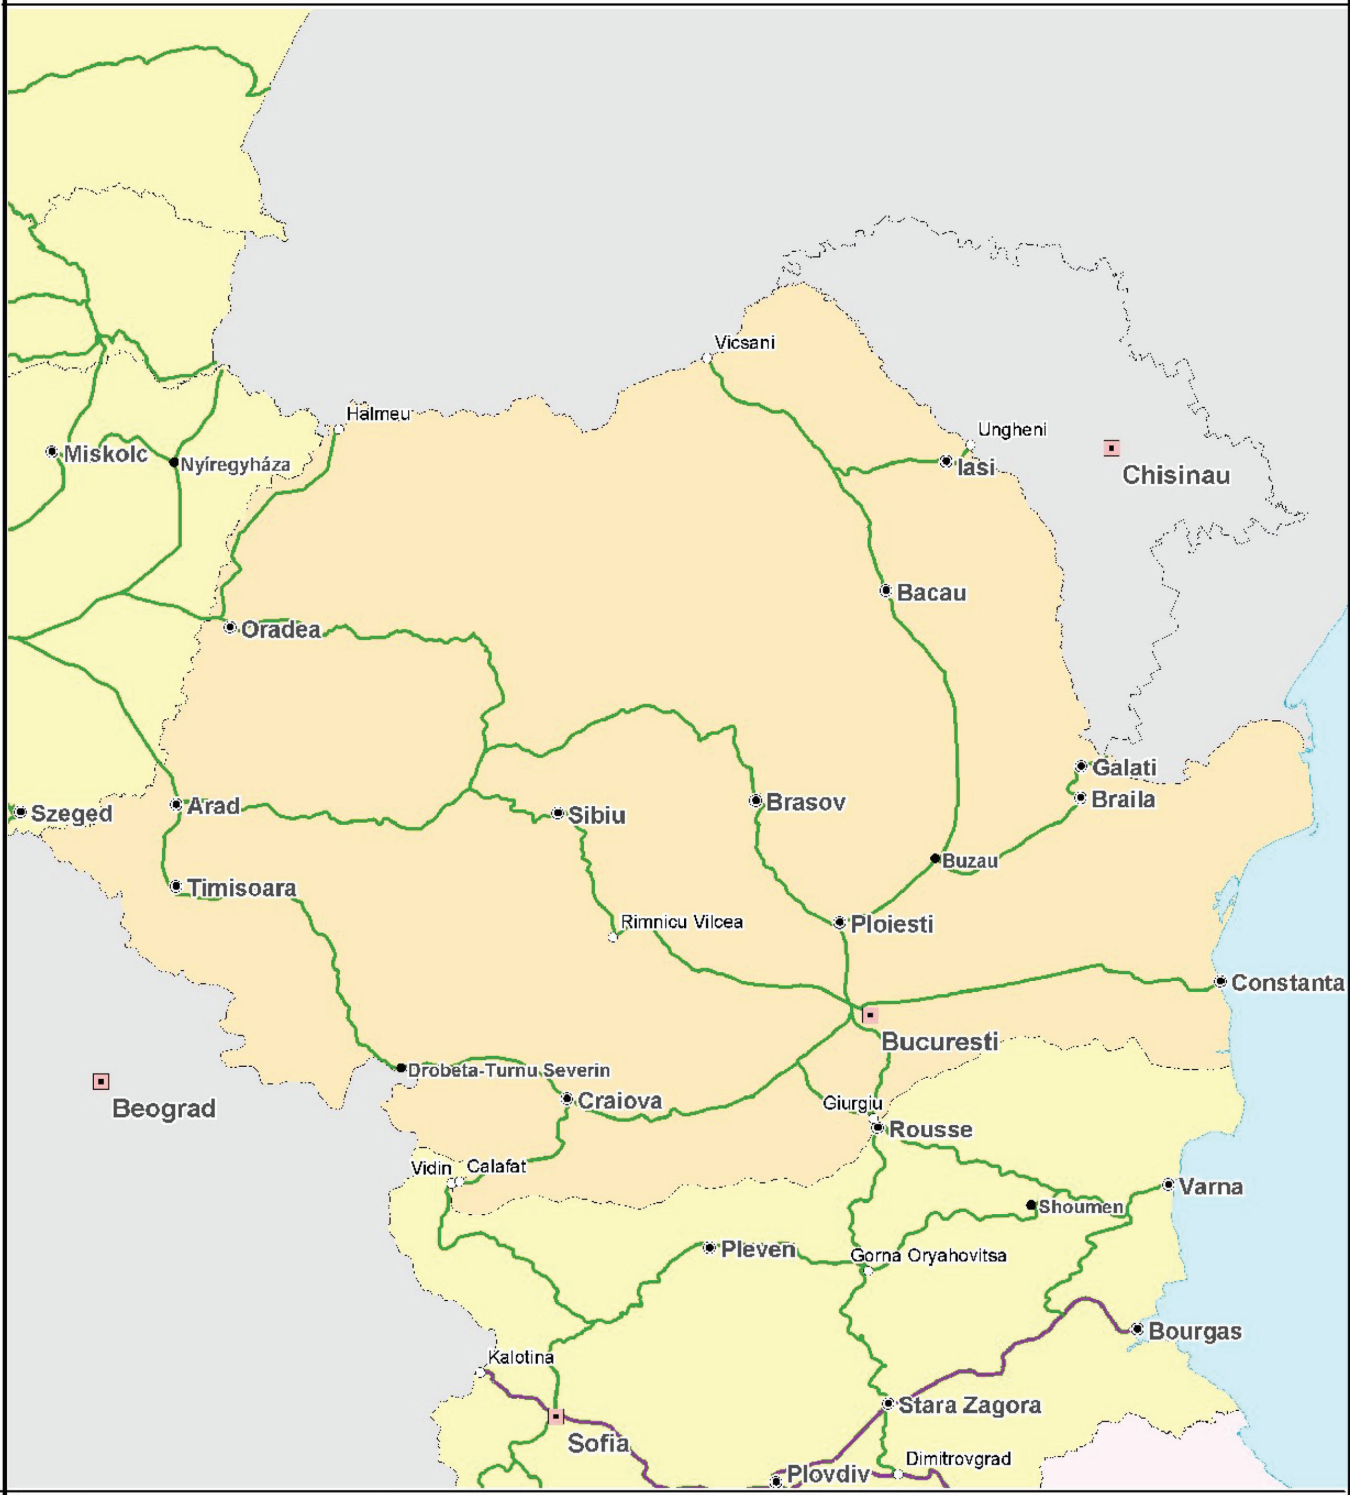 Vicsani
Halmeu
Ungheni
Miskolc
Nyíregyháza
Iasi
Chisinau
Bacau
Oradea
Galati
Braila
Szeged
Arad
Sibiu
Brasov
Buzau
Timisoara
Rimnicu Vilcea
Ploiesti
Constanta
Bucuresti
Drobeta-Turnu Severin
Beograd
Craiova
Giurgiu
Rousse
Vidin
Calafat
Varna
Shoumen
Pleven
Gorna Oryahovitsa
Bourgas
Kalotina
Stara Zagora
Sofia
Dimitrovgrad
Plovdiv